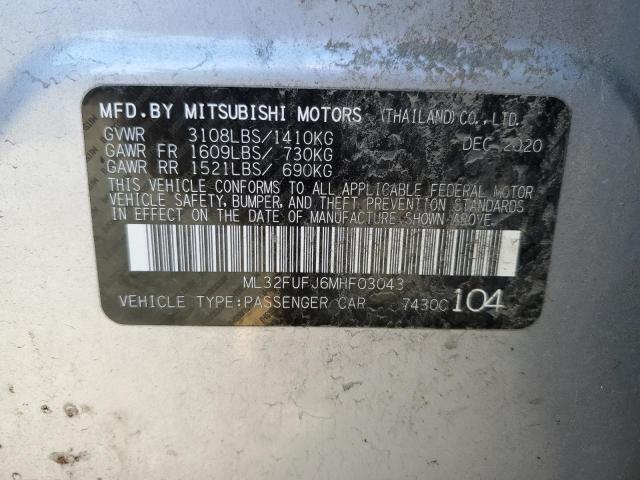 MFD.BY MITSUBISHI MOTORS (THAILAND) CO., LTD.
GVWR 3108LBS/1410KG DEC 2020
GAWR FR 1609LBS/ 730KG
GAWR RR 1521LBS/ 690KG
THIS VEHICLE CONFORMS TO ALL APPLICABLE FEDERAL MOTOR
VEHICLE SAFETY, BUMPER, AND THEFT PREVENTION STANDARDS
IN EFFECT ON THE DATE OF MANUFACTURE SHOWN ABOVE.
ML32FUFJ6MHF03043
VEHICLE TYPE:PASSENGER CAR 7430C 104